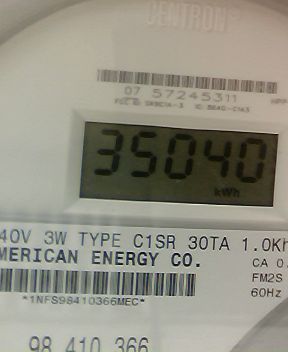 CENTRON®
07 57245311
35040
kWh
40V 3W TYPE C1SR 30TA 1.0Kh
MERICAN ENERGY CO.
CA 0.
FM2S
*1NFS98410366MEC*
60Hz
98 410 366